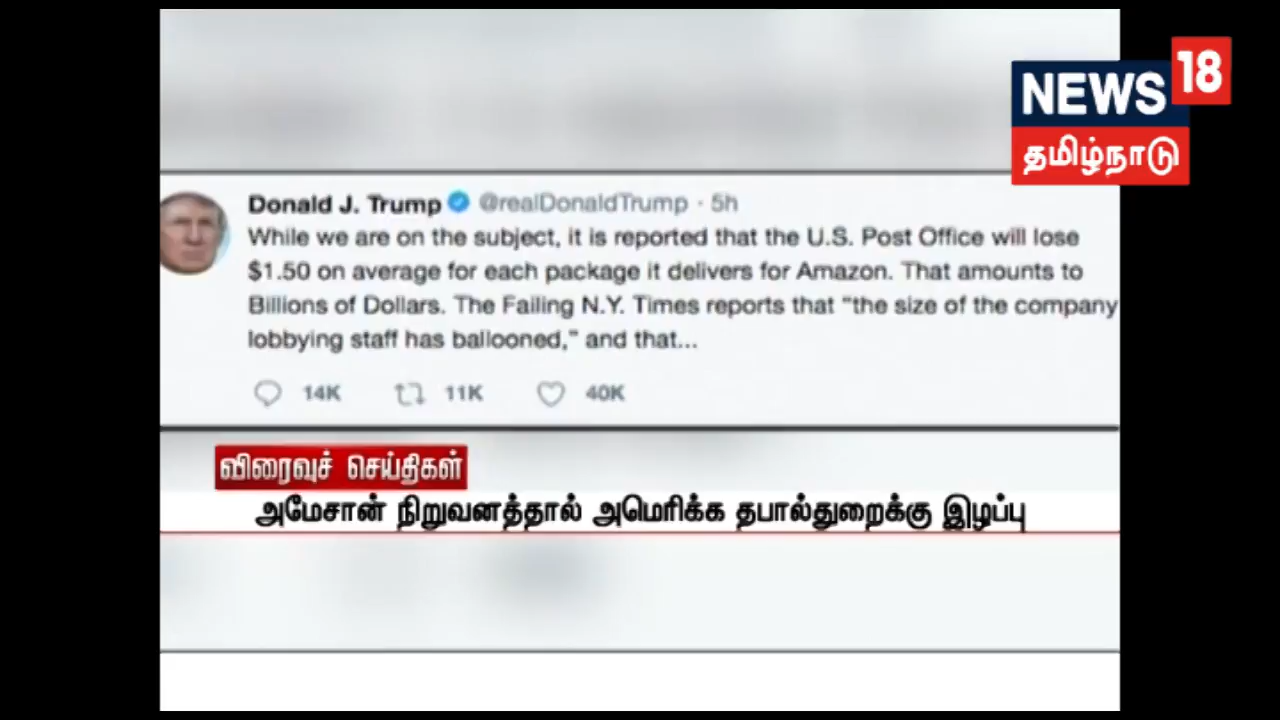 NEWS 18
தமிழ்நாடு
Donald J. Trump @realDonaldTrump · 5h
While we are on the subject, it is reported that the U.S. Post Office will lose
$1.50 on average for each package it delivers for Amazon. That amounts to
Billions of Dollars. The Failing N.Y. Times reports that "the size of the company
lobbying staff has ballooned," and that...
14K 11K 40K
விரைவுச் செய்திகள்
அமேசான் நிறுவனத்தால் அமெரிக்க தபால்துறைக்கு இழப்பு